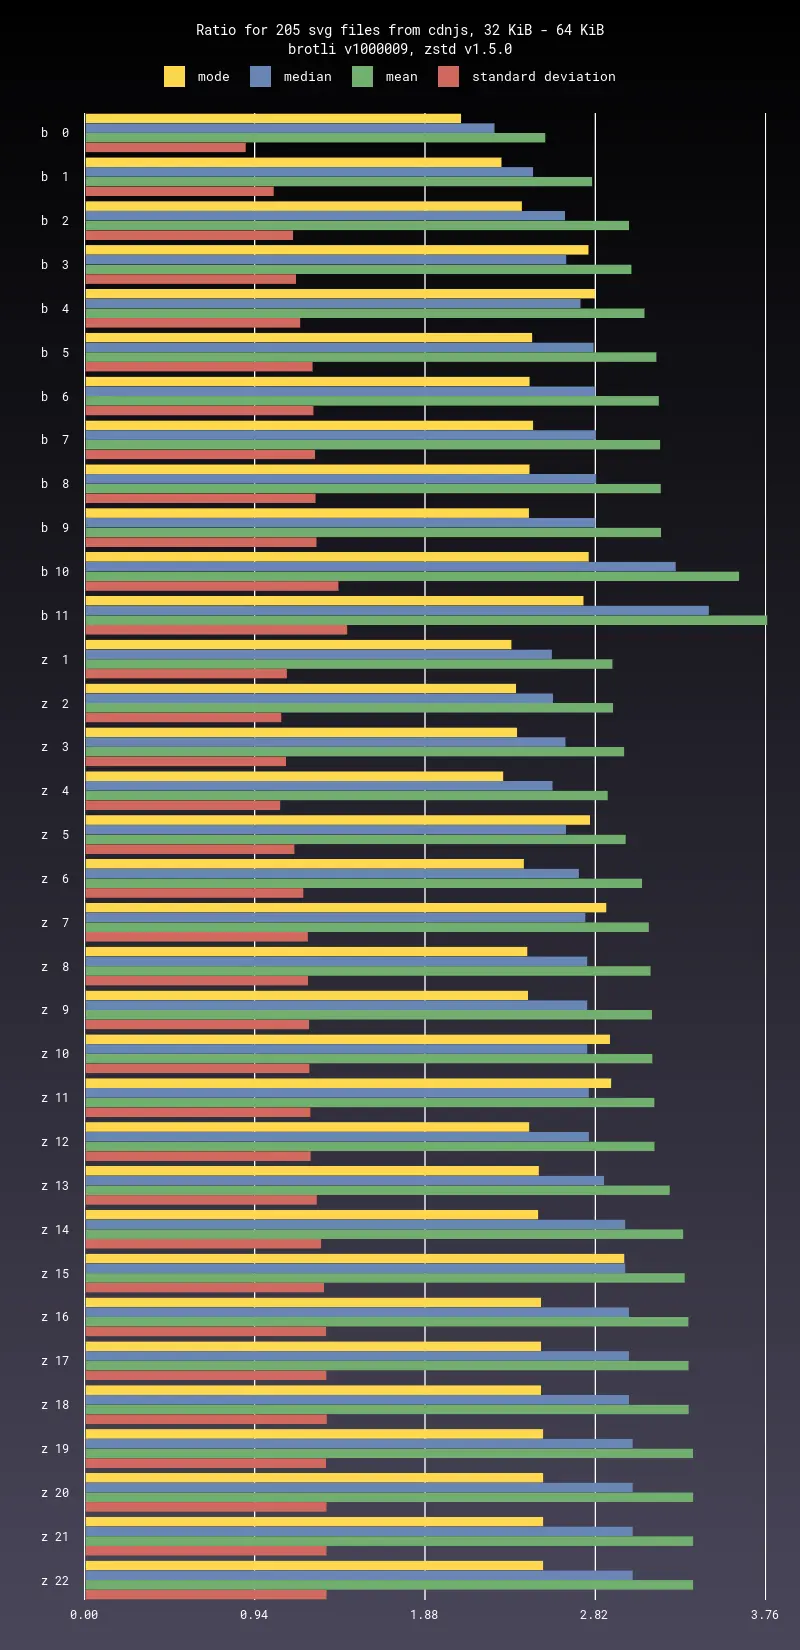 Ratio for 205 svg files from cdnjs, 32 KiB - 64 KiB
brotli v1000009, zstd v1.5.0
mode median mean standard deviation
b 0
b 1
b 2
b 3
b 4
b 5
b 6
b 7
b 8
b 9
b 10
b 11
z 1
z 2
z 3
z 4
z 5
z 6
z 7
z 8
z 9
z 10
z 11
z 12
z 13
z 14
z 15
z 16
z 17
z 18
z 19
z 20
z 21
z 22
0.00 0.94 1.88 2.82 3.76